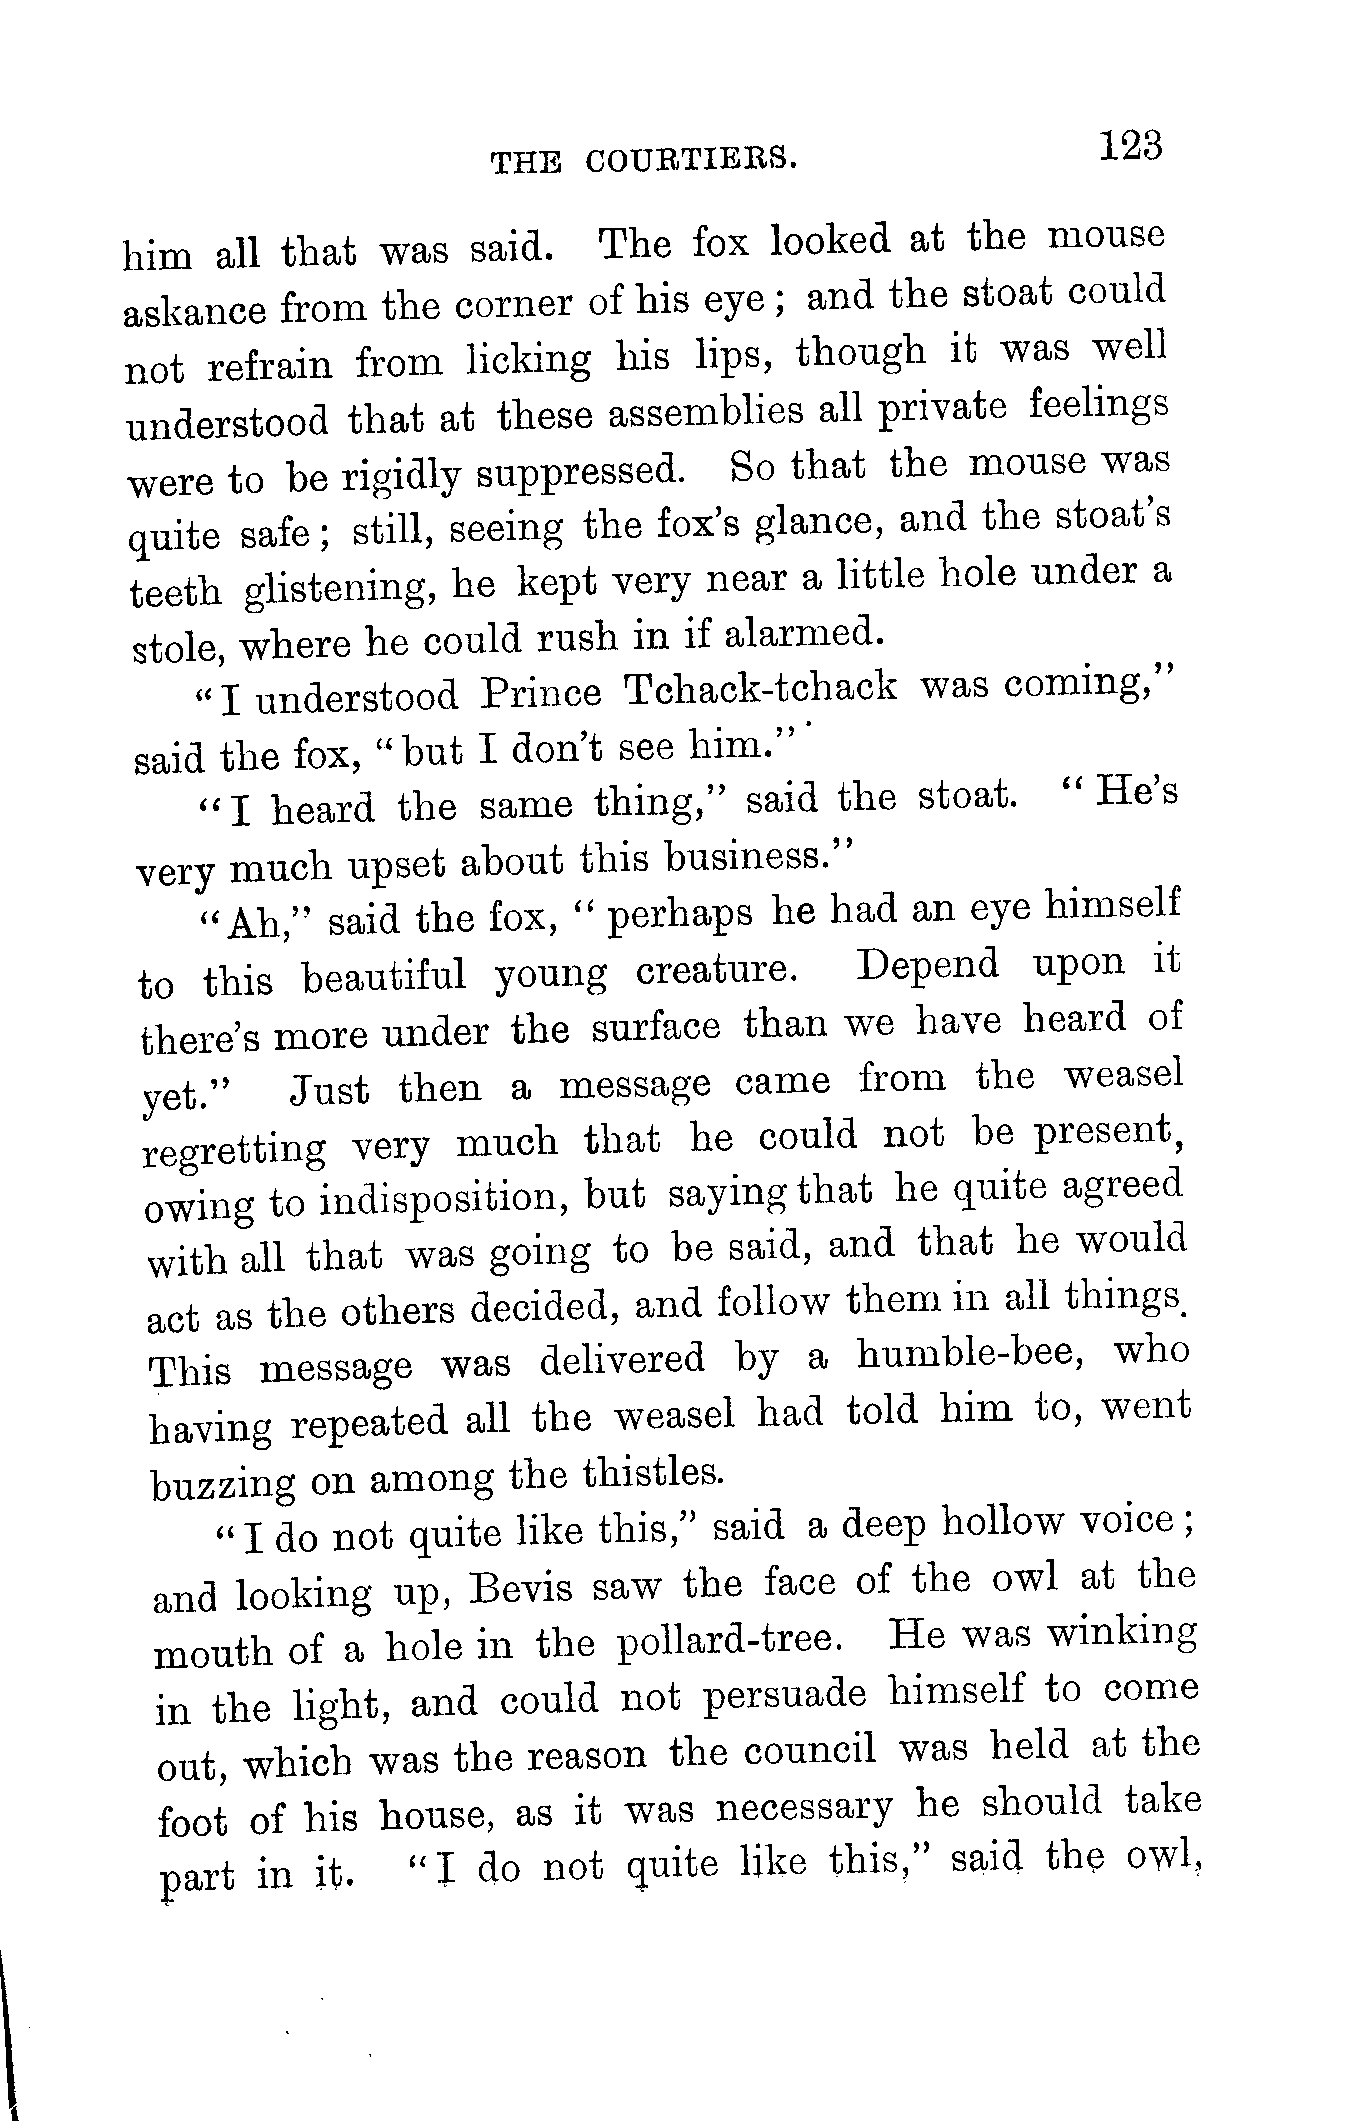 THE COURTIERS. 123
him all that was said. The fox looked at the mouse
askance from the corner of his eye; and the stoat could
not refrain from licking his lips, though it was well
understood that at these assemblies all private feelings
were to be rigidly suppressed. So that the mouse was
quite safe; still, seeing the fox's glance, and the stoat's
teeth glistening, he kept very near a little hole under a
stole, where he could rush in if alarmed.
"I understood Prince Tchack-tchack was coming,"
said the fox, "but I don't see him."
"I heard the same thing," said the stoat. "He's
very much upset about this business."
"Ah," said the fox, "perhaps he had an eye himself
to this beautiful young creature. Depend upon it
there's more under the surface than we have heard of
yet." Just then a message came from the weasel
regretting very much that he could not be present,
owing to indisposition, but saying that he quite agreed
with all that was going to be said, and that he would
act as the others decided, and follow them in all things.
This message was delivered by a humble-bee, who
having repeated all the weasel had told him to, went
buzzing on among the thistles.
"I do not quite like this," said a deep hollow voice;
and looking up, Bevis saw the face of the owl at the
mouth of a hole in the pollard-tree. He was winking
in the light, and could not persuade himself to come
out, which was the reason the council was held at the
foot of his house, as it was necessary he should take
part in it. "I do not quite like this," said the owl,